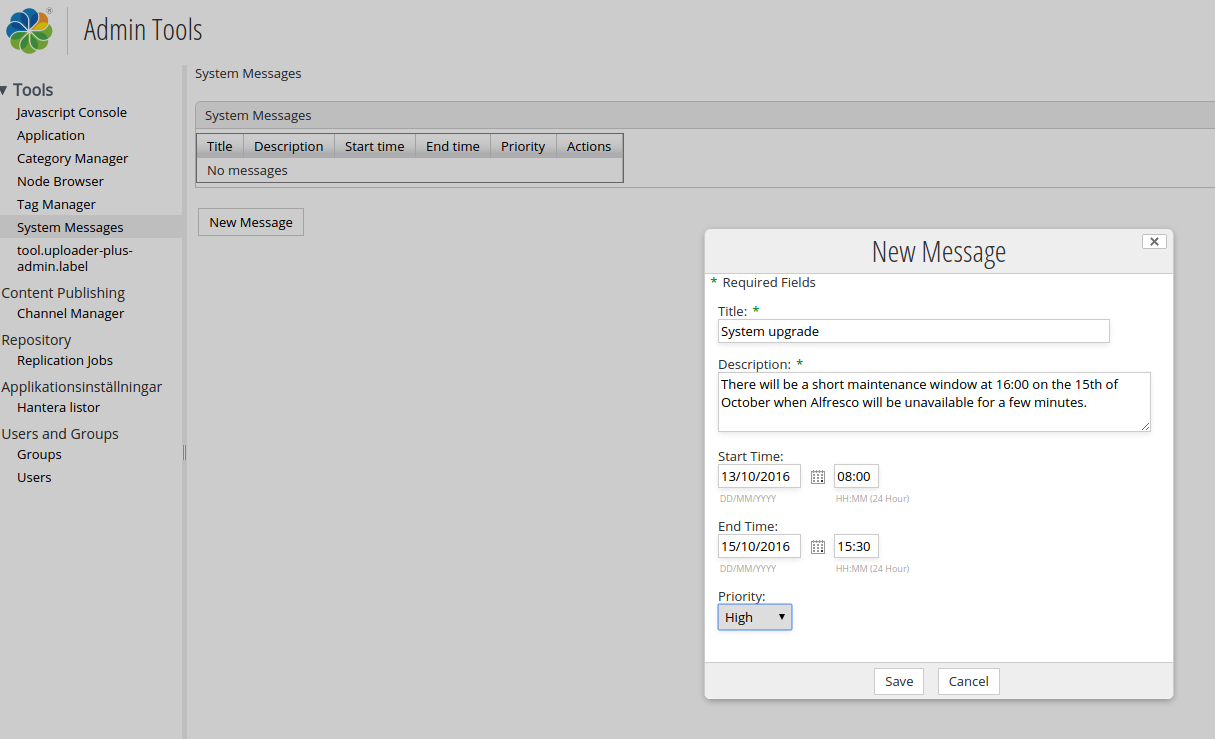 ®
Admin Tools
Tools
Javascript Console
Application
Category Manager
Node Browser
Tag Manager
System Messages
tool.uploader-plus-
admin.label
Content Publishing
Channel Manager
Repository
Replication Jobs
Applikationsinställningar
Hantera listor
Users and Groups
Groups
Users
System Messages
System Messages
Title Description Start time End time Priority Actions
No messages
New Message
New Message
* Required Fields
Title: *
System upgrade
Description: *
There will be a short maintenance window at 16:00 on the 15th of
October when Alfresco will be unavailable for a few minutes.
Start Time:
13/10/2016 08:00
DD/MM/YYYY HH:MM (24 Hour)
End Time:
15/10/2016 15:30
DD/MM/YYYY HH:MM (24 Hour)
Priority:
High
Save Cancel